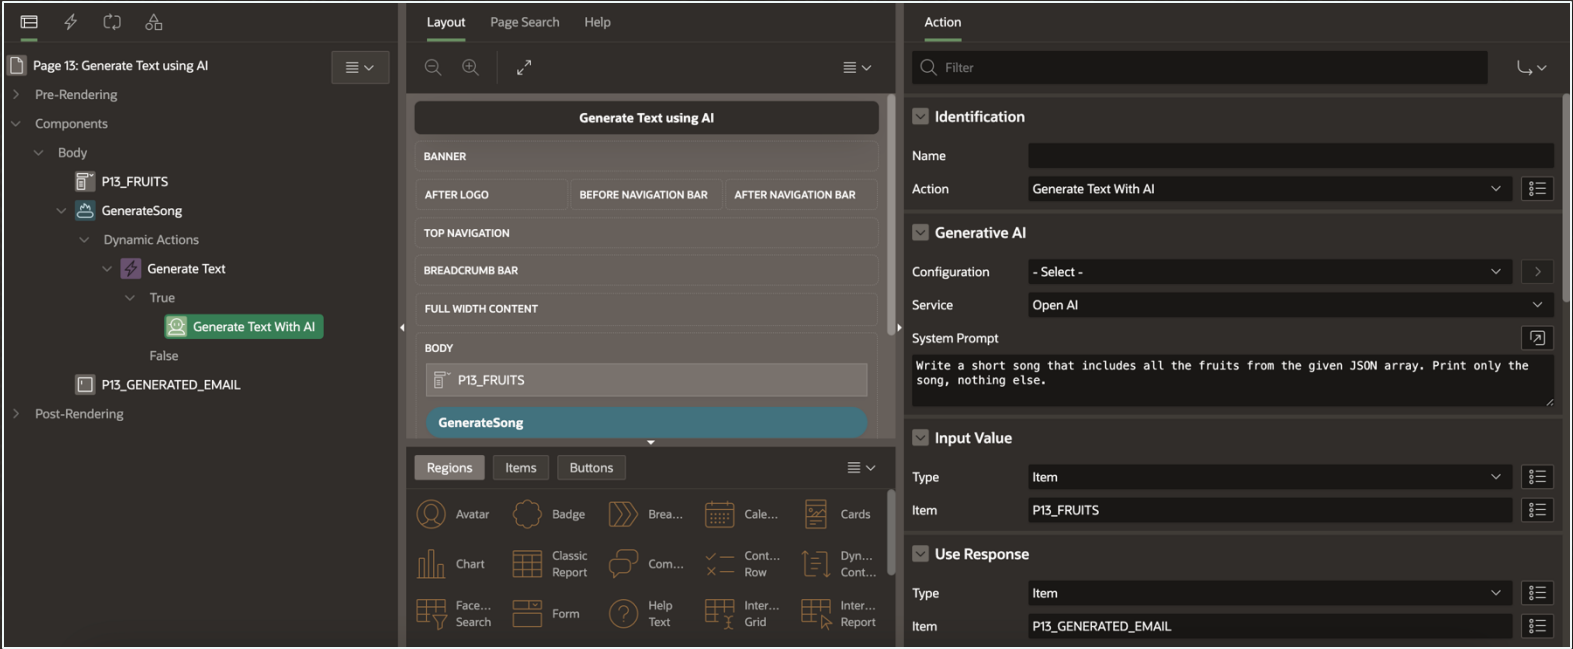 Page 13: Generate Text using AI
Pre-Rendering
Components
Body
P13_FRUITS
GenerateSong
Dynamic Actions
Generate Text
True
Generate Text With AI
False
P13_GENERATED_EMAIL
Post-Rendering
Layout Page Search Help
Generate Text using AI
BANNER
AFTER LOGO BEFORE NAVIGATION BAR AFTER NAVIGATION BAR
TOP NAVIGATION
BREADCRUMB BAR
FULL WIDTH CONTENT
BODY
P13_FRUITS
GenerateSong
Regions Items Buttons
Avatar Badge Brea... Cale... Cards
Chart Classic Report Com... Cont... Row Dyn... Cont...
Face... Search Form Help Text Inter... Grid Inter... Report
Action
Filter
Identification
Name
Action Generate Text With AI
Generative AI
Configuration - Select -
Service Open AI
System Prompt
Write a short song that includes all the fruits from the given JSON array. Print only the
song, nothing else.
Input Value
Type Item
Item P13_FRUITS
Use Response
Type Item
Item P13_GENERATED_EMAIL